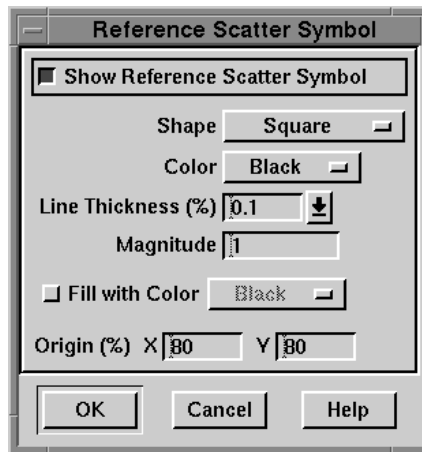 Reference Scatter Symbol
Show Reference Scatter Symbol
Shape Square
Color Black
Line Thickness (%) 0.1
Magnitude 1
Fill with Color Black
Origin (%) X 80 Y 80
OK Cancel Help